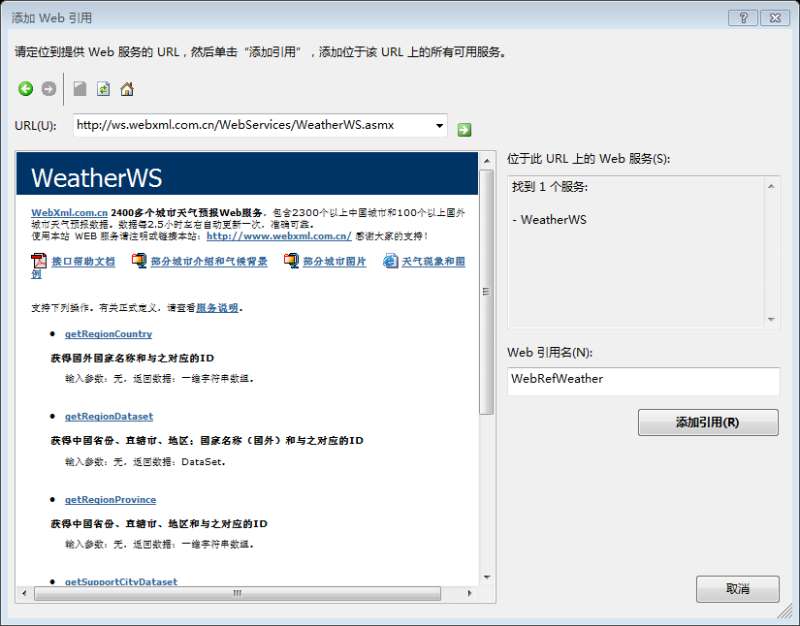 添加 Web 引用
请定位到提供 Web 服务的 URL，然后单击“添加引用”，添加位于该 URL 上的所有可用服务。
URL(U):
http://ws.webxml.com.cn/WebServices/WeatherWS.asmx
WeatherWS
WebXml.com.cn 2400多个城市天气预报Web服务，包含2300个以上中国城市和100个以上国外
城市天气预报数据。数据每2.5小时左右自动更新一次，准确可靠。
使用本站 WEB 服务请注明或链接本站：http://www.webxml.com.cn/ 感谢大家的支持！
接口帮助文档 部分城市介绍和气候背景 部分城市图片 天气现象和图
例
支持下列操作。有关正式定义，请查看服务说明。
getRegionCountry
获得国外国家名称和与之对应的ID
输入参数：无，返回数据：一维字符串数组。
getRegionDataset
获得中国省份、直辖市、地区；国家名称（国外）和与之对应的ID
输入参数：无，返回数据：DataSet。
getRegionProvince
获得中国省份、直辖市、地区和与之对应的ID
输入参数：无，返回数据：一维字符串数组。
getSupportCityDataset
位于此 URL 上的 Web 服务(S):
找到 1 个服务:
- WeatherWS
Web 引用名(N):
WebRefWeather
添加引用(R)
取消